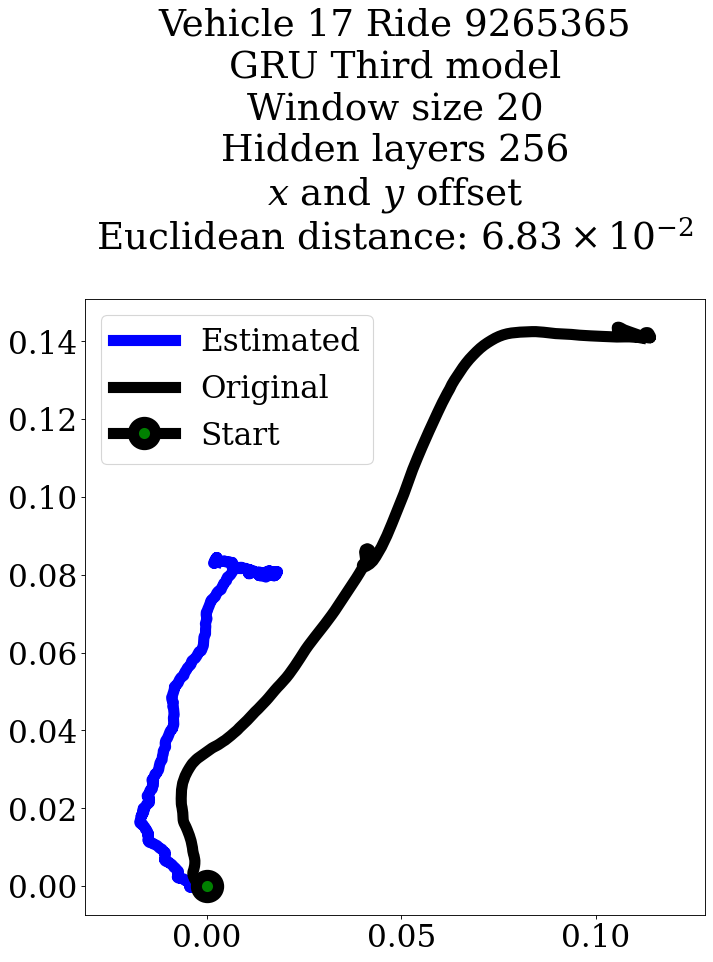 Vehicle 17 Ride 9265365
GRU Third model
Window size 20
Hidden layers 256
x and y offset
Euclidean distance: 6.83 × 10⁻²
Estimated
Original
Start
0.14
0.12
0.10
0.08
0.06
0.04
0.02
0.00
0.00 0.05 0.10